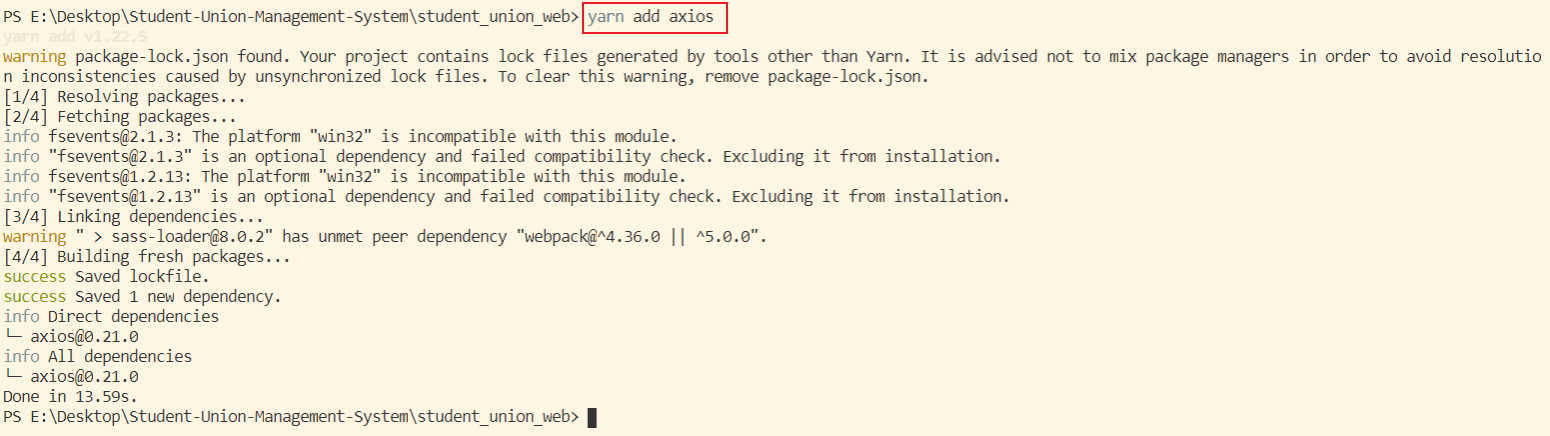 PS E:\Desktop\Student-Union-Management-System\student_union_web> yarn add axios
yarn add v1.22.5
warning package-lock.json found. Your project contains lock files generated by tools other than Yarn. It is advised not to mix package managers in order to avoid resolutio
n inconsistencies caused by unsynchronized lock files. To clear this warning, remove package-lock.json.
[1/4] Resolving packages...
[2/4] Fetching packages...
info fsevents@2.1.3: The platform "win32" is incompatible with this module.
info "fsevents@2.1.3" is an optional dependency and failed compatibility check. Excluding it from installation.
info fsevents@1.2.13: The platform "win32" is incompatible with this module.
info "fsevents@1.2.13" is an optional dependency and failed compatibility check. Excluding it from installation.
[3/4] Linking dependencies...
warning " > sass-loader@8.0.2" has unmet peer dependency "webpack@^4.36.0 || ^5.0.0".
[4/4] Building fresh packages...
success Saved lockfile.
success Saved 1 new dependency.
info Direct dependencies
└─ axios@0.21.0
info All dependencies
└─ axios@0.21.0
Done in 13.59s.
PS E:\Desktop\Student-Union-Management-System\student_union_web>